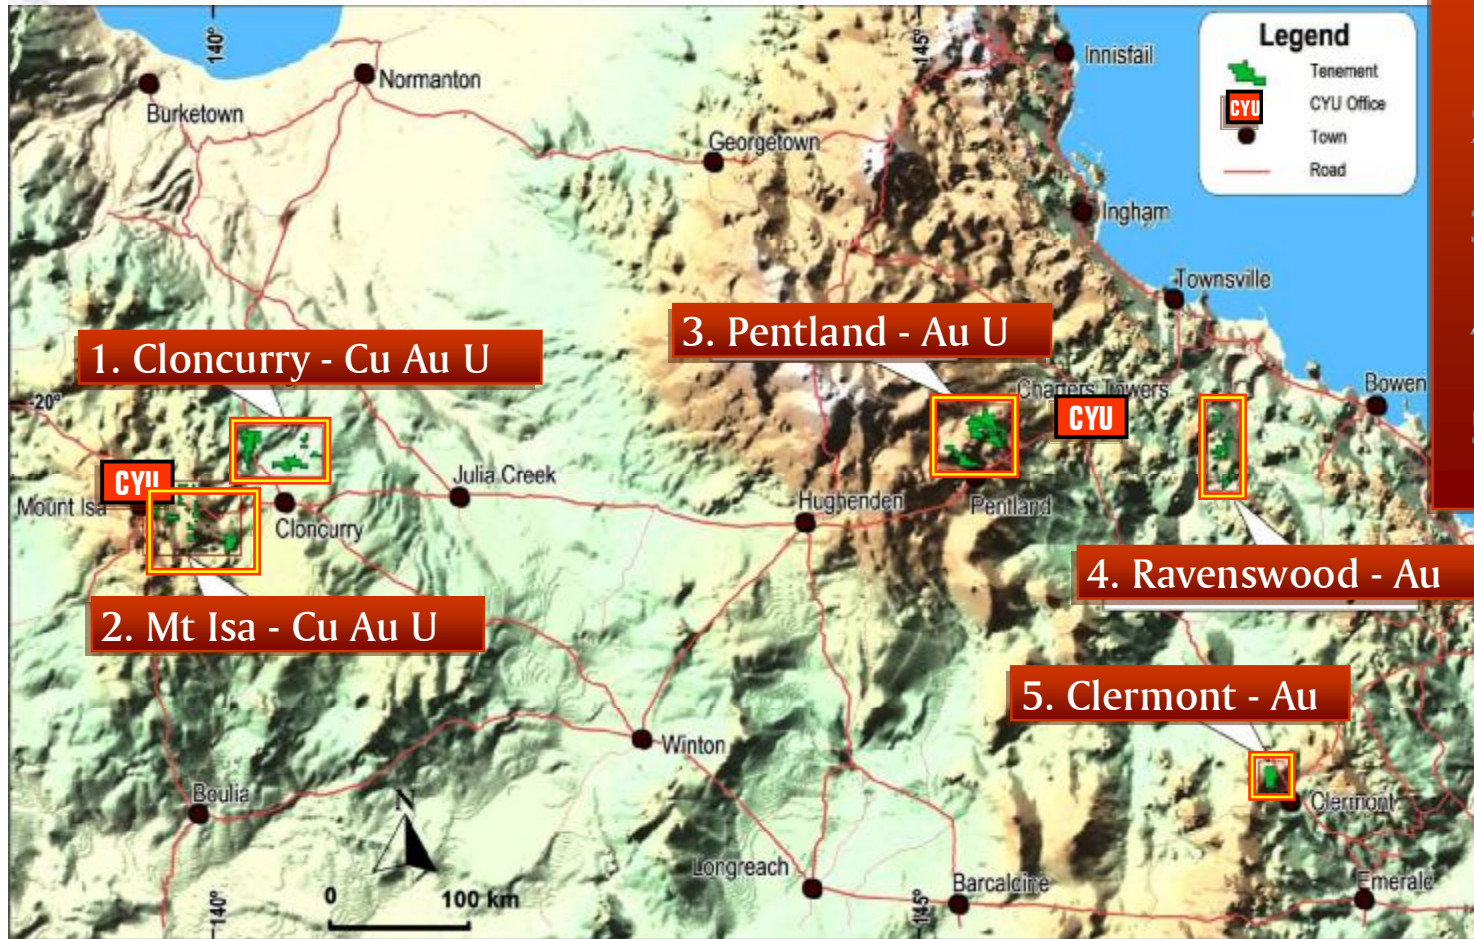 140°
145°
Innisfail
Legend
Tenement
CYU
CYU Office
Town
Road
Normanton
Burketown
Georgetown
Ingham
Townsville
3. Pentland - Au U
1. Cloncurry - Cu Au U
Charters Towers
Bowen
-20°
CYU
CYU
Julia Creek
Hughenden
Pentland
Mount Isa
Cloncurry
4. Ravenswood - Au
2. Mt Isa - Cu Au U
5. Clermont - Au
Winton
Boulia
N
Clermont
Longreach
Barcaldine
Emerald
0
100 km
140°
145°